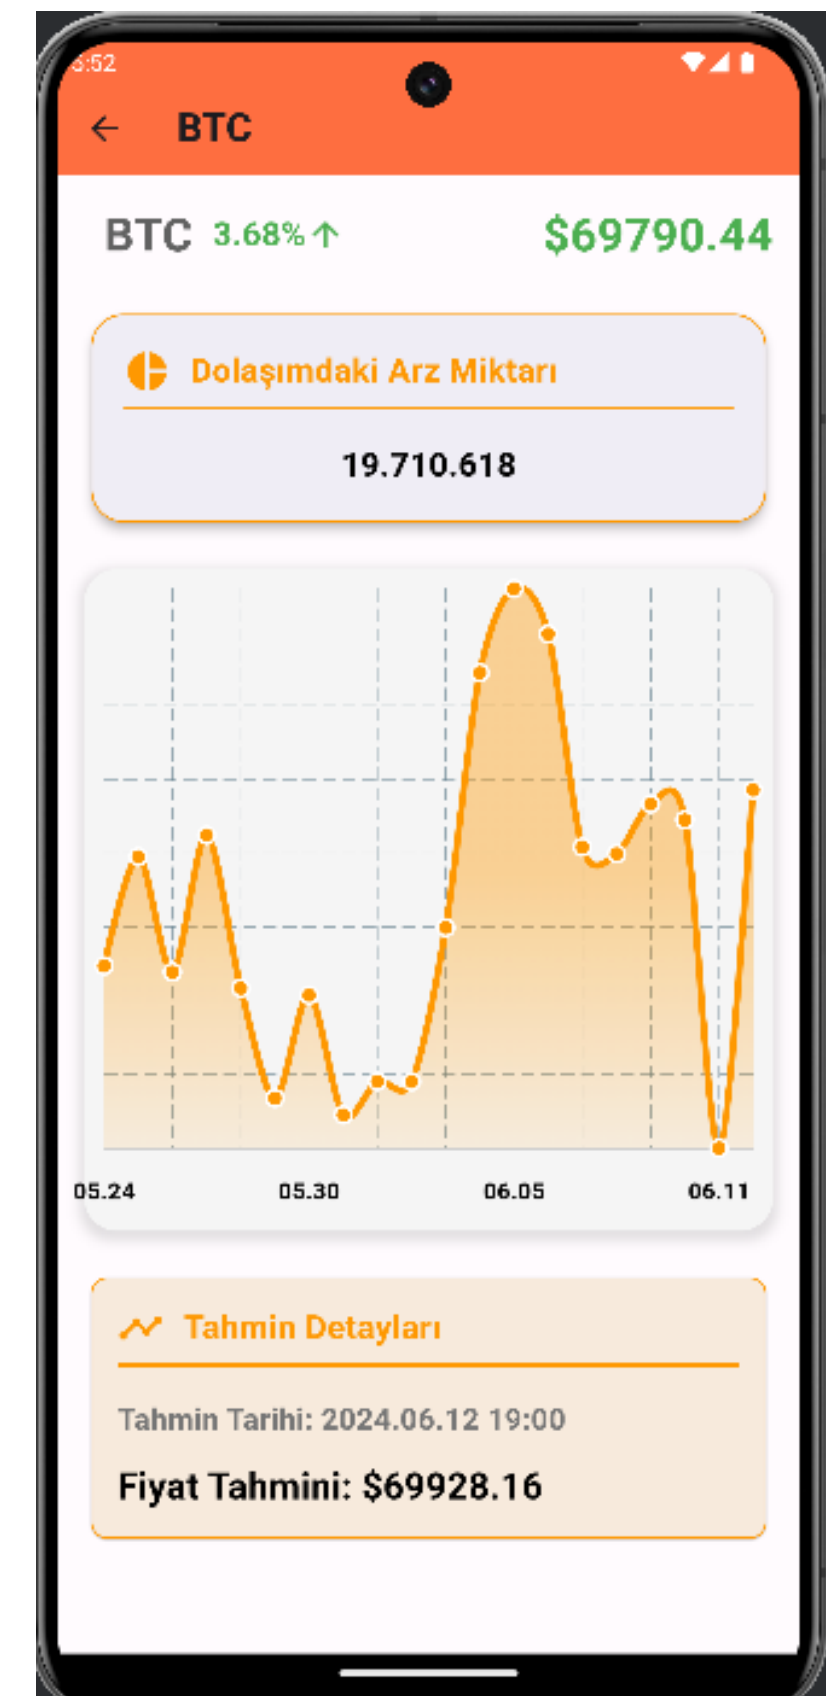 :52
BTC
BTC 3.68%↑ $69790.44
Dolaşımdaki Arz Miktarı
19.710.618
05.24 05.30 06.05 06.11
Tahmin Detayları
Tahmin Tarihi: 2024.06.12 19:00
Fiyat Tahmini: $69928.16